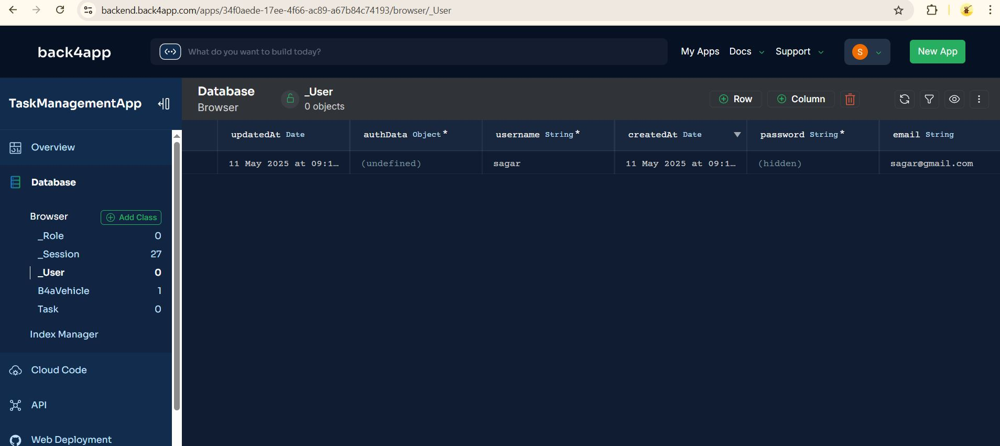 backend.back4app.com/apps/34f0aede-17ee-4f66-ac89-a67b84c74193/browser/_User
back4app
What do you want to build today?
My Apps Docs Support S New App
TaskManagementApp
Database
Browser
_User
0 objects
Row Column
updatedAt Date authData Object* username String* createdAt Date password String* email String
11 May 2025 at 09:1… (undefined) sagar 11 May 2025 at 09:1… (hidden) sagar@gmail.com
Overview
Database
Browser Add Class
_Role 0
_Session 27
_User 0
B4aVehicle 1
Task 0
Index Manager
Cloud Code
API
Web Deployment